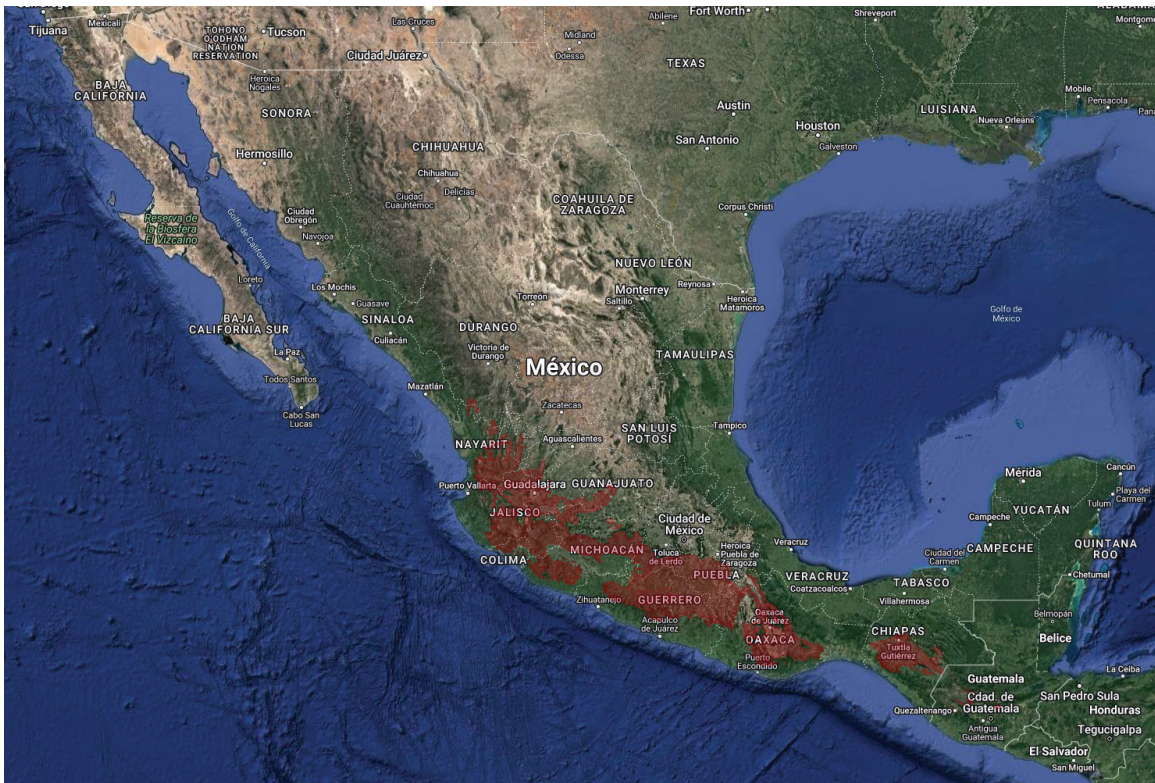 Tijuana
Mexicali
TOHONO
O'ODHAM
NATION
RESERVATION
Tucson
Las Cruces
Ciudad Juárez
Abilene
Midland
Odessa
Fort Worth
TEXAS
Shreveport
Montgome
BAJA
CALIFORNIA
Heroica
Nogales
SONORA
Hermosillo
CHIHUAHUA
Chihuahua
Ciudad
Cuauhtémoc
Delicias
Austin
San Antonio
Houston
Galveston
LUISIANA
Nueva Orleans
Mobile
Pensacola
Pana
COAHUILA DE
ZARAGOZA
Corpus Christi
Reserva de
la Biosfera
El Vizcaíno
Golfo de California
Ciudad
Obregón
Navojoa
Loreto
Los Mochis
Guasave
NUEVO LEÓN
Monterrey
Saltillo
Reynosa
Heroica
Matamoros
Torreón
Golfo de
México
BAJA
CALIFORNIA SUR
SINALOA
Culiacán
DURANGO
Victoria de
Durango
La Paz
Todos Santos
Cabo San
Lucas
Mazatlán
México
TAMAULIPAS
Zacatecas
Aguascalientes
SAN LUIS
POTOSÍ
Tampico
NAYARIT
Puerto Vallarta
Guadalajara
GUANAJUATO
JALISCO
COLIMA
MICHOACÁN
Ciudad de
México
Toluca
de Lerdo
Heroica
Puebla de
Zaragoza
PUEBLA
Veracruz
VERACRUZ
Coatzacoalcos
Zihuatanejo
GUERRERO
Acapulco
de Juárez
Oaxaca
de Juárez
OAXACA
Puerto
Escondido
Mérida
Cancún
Playa del
Carmen
Tulum
YUCATÁN
Campeche
CAMPECHE
QUINTANA
ROO
Chetumal
Ciudad del
Carmen
TABASCO
Villahermosa
CHIAPAS
Tuxtla
Gutiérrez
Belmopán
Belice
La Ceiba
Guatemala
Cdad. de
Guatemala
Quezaltenango
Antigua
Guatemala
San Pedro Sula
Honduras
Tegucigalpa
El Salvador
San Miguel